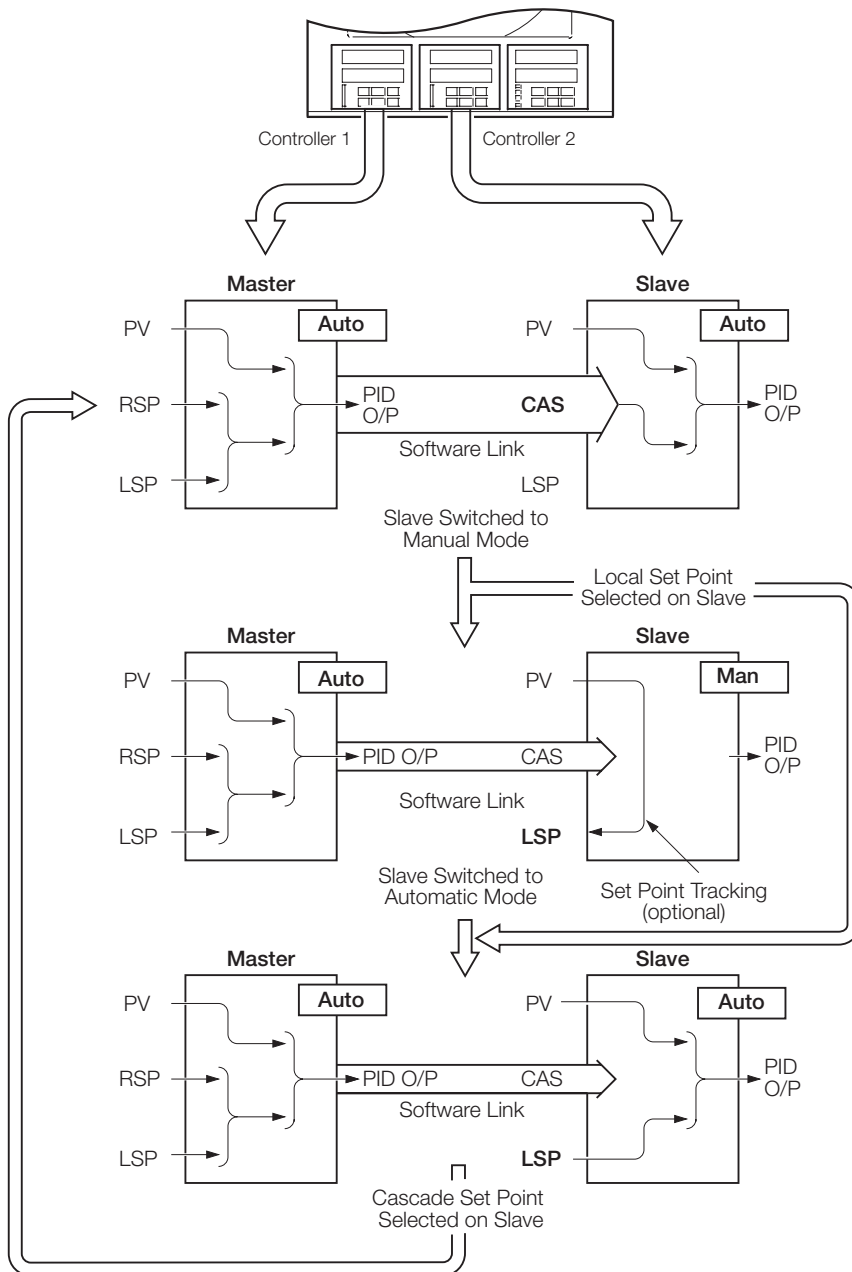 Controller 1
Controller 2
Master
Slave
PV
Auto
PV
Auto
RSP
PID
O/P
CAS
PID
O/P
Software Link
LSP
LSP
Slave Switched to
Manual Mode
Local Set Point
Selected on Slave
Master
Slave
PV
Auto
PV
Man
RSP
PID O/P
CAS
PID
O/P
Software Link
LSP
LSP
Slave Switched to
Automatic Mode
Set Point Tracking
(optional)
Master
Slave
PV
Auto
PV
Auto
RSP
PID O/P
CAS
PID
O/P
Software Link
LSP
LSP
Cascade Set Point
Selected on Slave